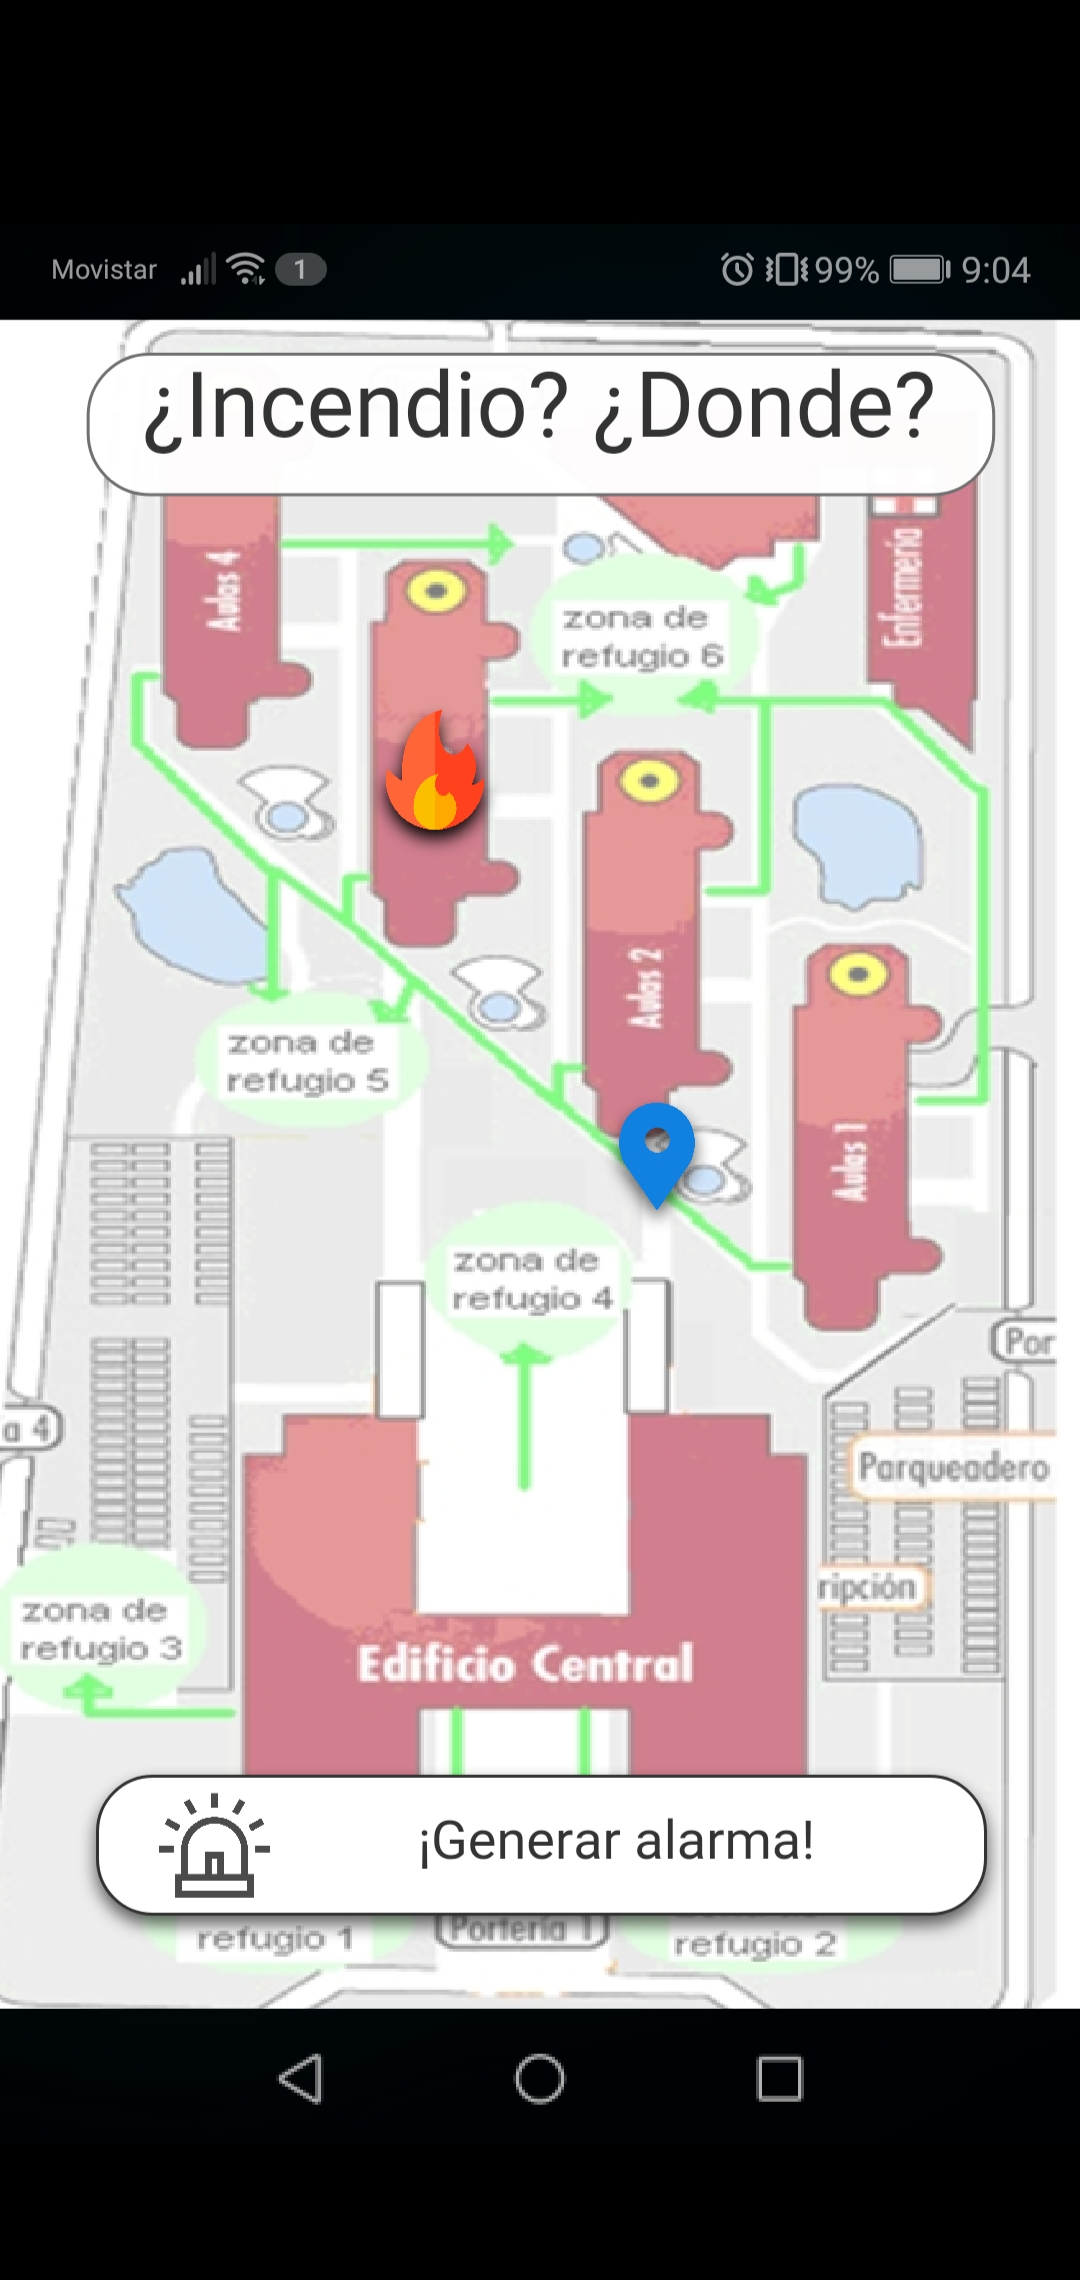 Movistar 1 99% 9:04
¿Incendio? ¿Donde?
Aulas 4
Enfermería
zona de
refugio 6
Aulas 2
zona de
refugio 5
Aulas 1
zona de
refugio 4
Por
a 4
Parqueadero
ripción
zona de
refugio 3
Edificio Central
¡Generar alarma!
refugio 1
Portería 1
refugio 2